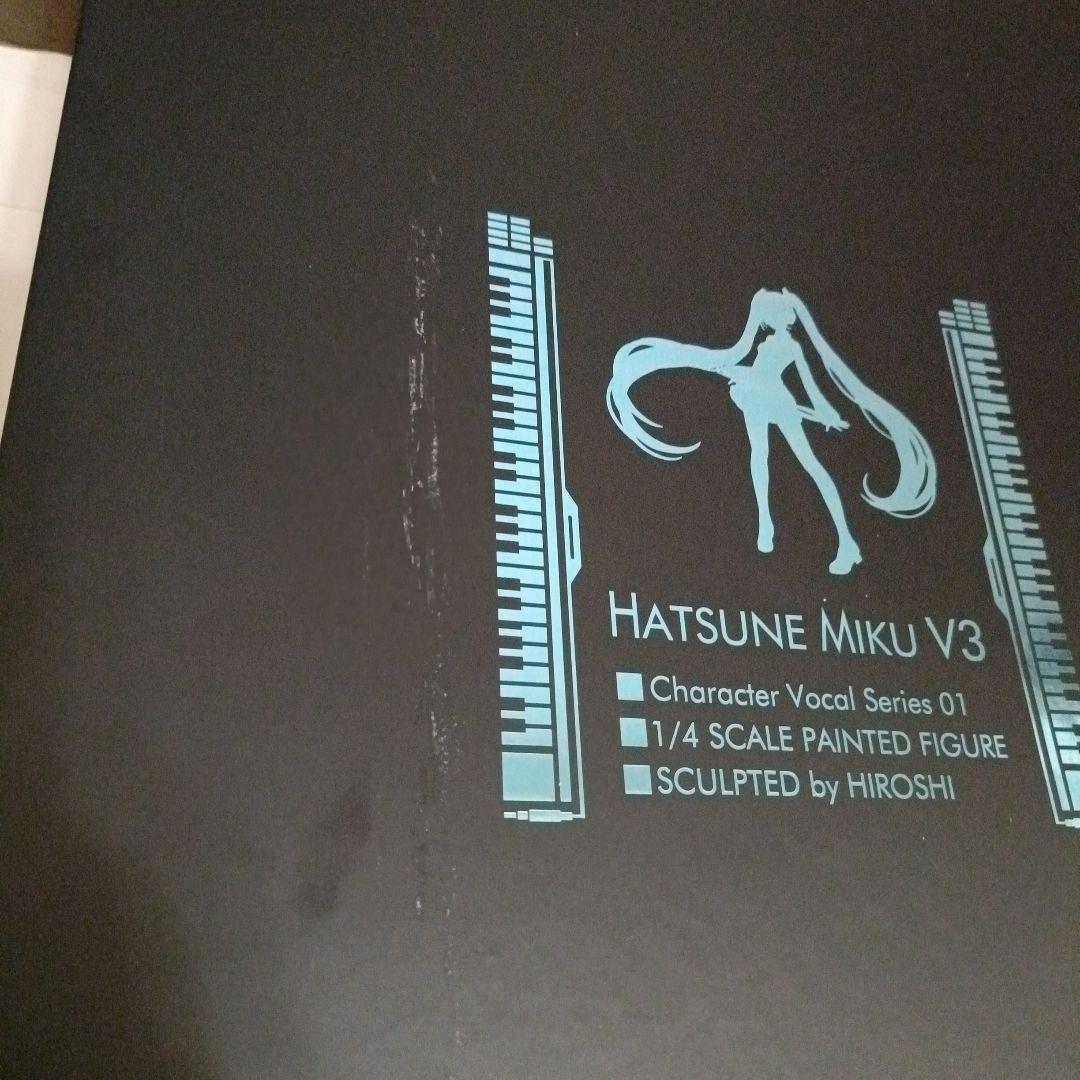 HATSUNE MIKU V3
Character Vocal Series 01
1/4 SCALE PAINTED FIGURE
SCULPTED by HIROSHI